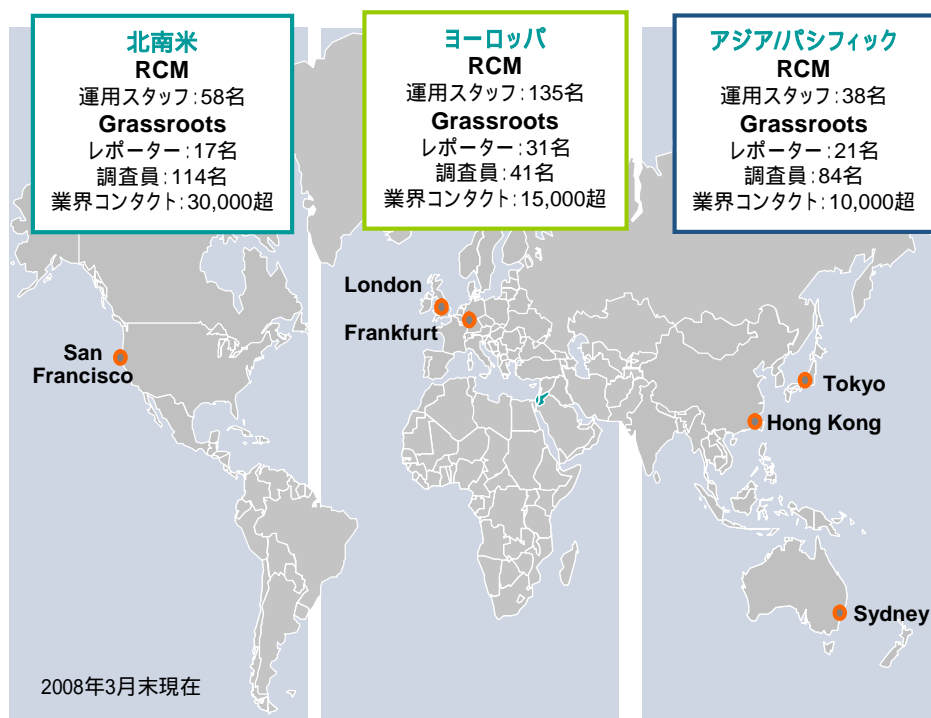 北南米
RCM
運用スタッフ:58名
Grassroots
レポーター:17名
調査員:114名
業界コンタクト:30,000超
ヨーロッパ
RCM
運用スタッフ:135名
Grassroots
レポーター:31名
調査員:41名
業界コンタクト:15,000超
アジア/パシフィック
RCM
運用スタッフ:38名
Grassroots
レポーター:21名
調査員:84名
業界コンタクト:10,000超
London
Frankfurt
San
Francisco
Tokyo
Hong Kong
Sydney
2008年3月末現在